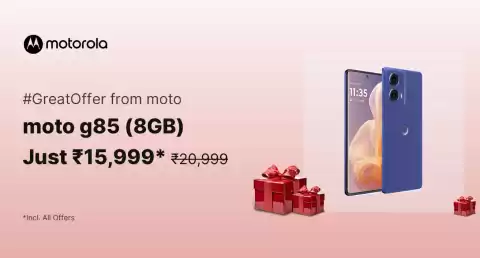 motorola
#GreatOffer from moto
moto g85 (8GB)
Just ₹15,999* ₹20,999
*Incl. All Offers
11:35